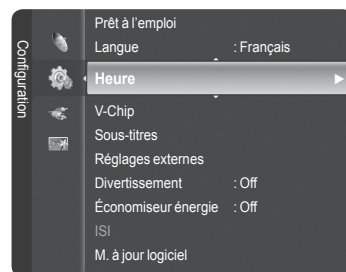 Configuration
Prêt à l'emploi
Langue : Français
Heure
V-Chip
Sous-titres
Réglages externes
Divertissement : Off
Économiseur énergie : Off
ISI
M. à jour logiciel